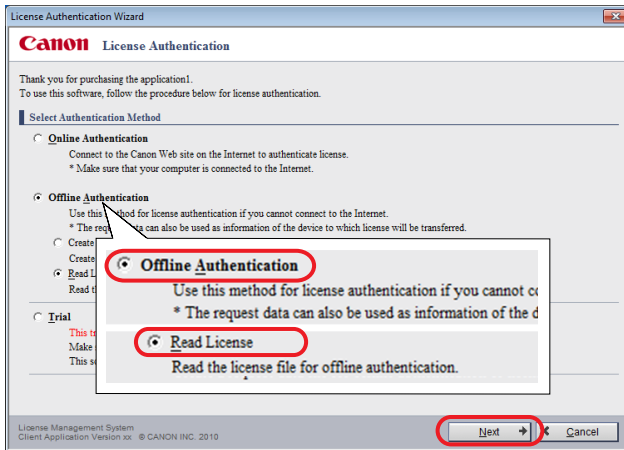 License Authentication Wizard
Canon License Authentication
Thank you for purchasing the application1.
To use this software, follow the procedure below for license authentication.
Select Authentication Method
Online Authentication
Connect to the Canon Web site on the Internet to authenticate license.
* Make sure that your computer is connected to the Internet.
Offline Authentication
Use this method for license authentication if you cannot connect to the Internet.
* The request data can also be used as information of the device to which license will be transferred.
Create
Create
Read L
Read t
Offline Authentication
Use this method for license authentication if you cannot co
* The request data can also be used as information of the d
Read License
Read the license file for offline authentication.
Trial
This tr
Make
This so
License Management System
Client Application Version xx © CANON INC. 2010
Next
Cancel